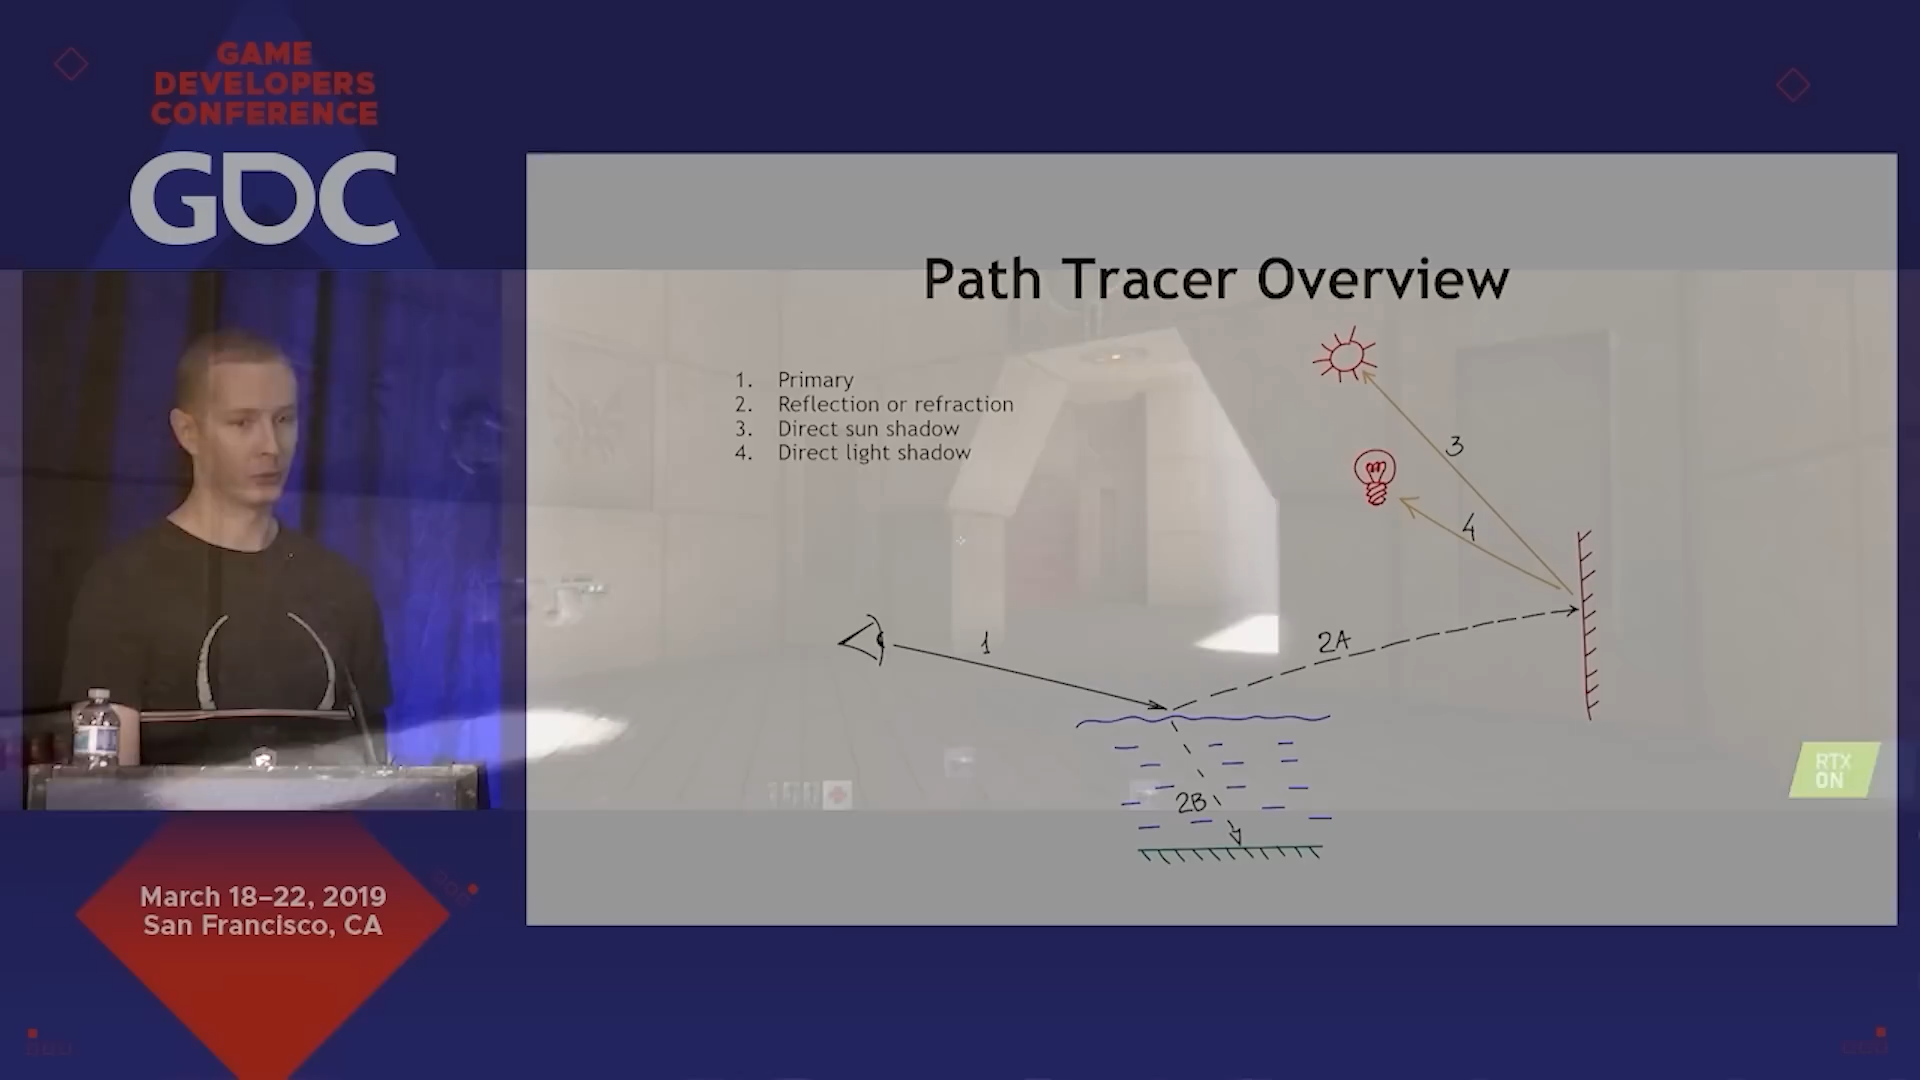 GAME
DEVELOPERS
CONFERENCE
GDC
Path Tracer Overview
1. Primary
2. Reflection or refraction
3. Direct sun shadow
4. Direct light shadow
3
4
1
2A
2B
RTX
ON
March 18–22, 2019
San Francisco, CA